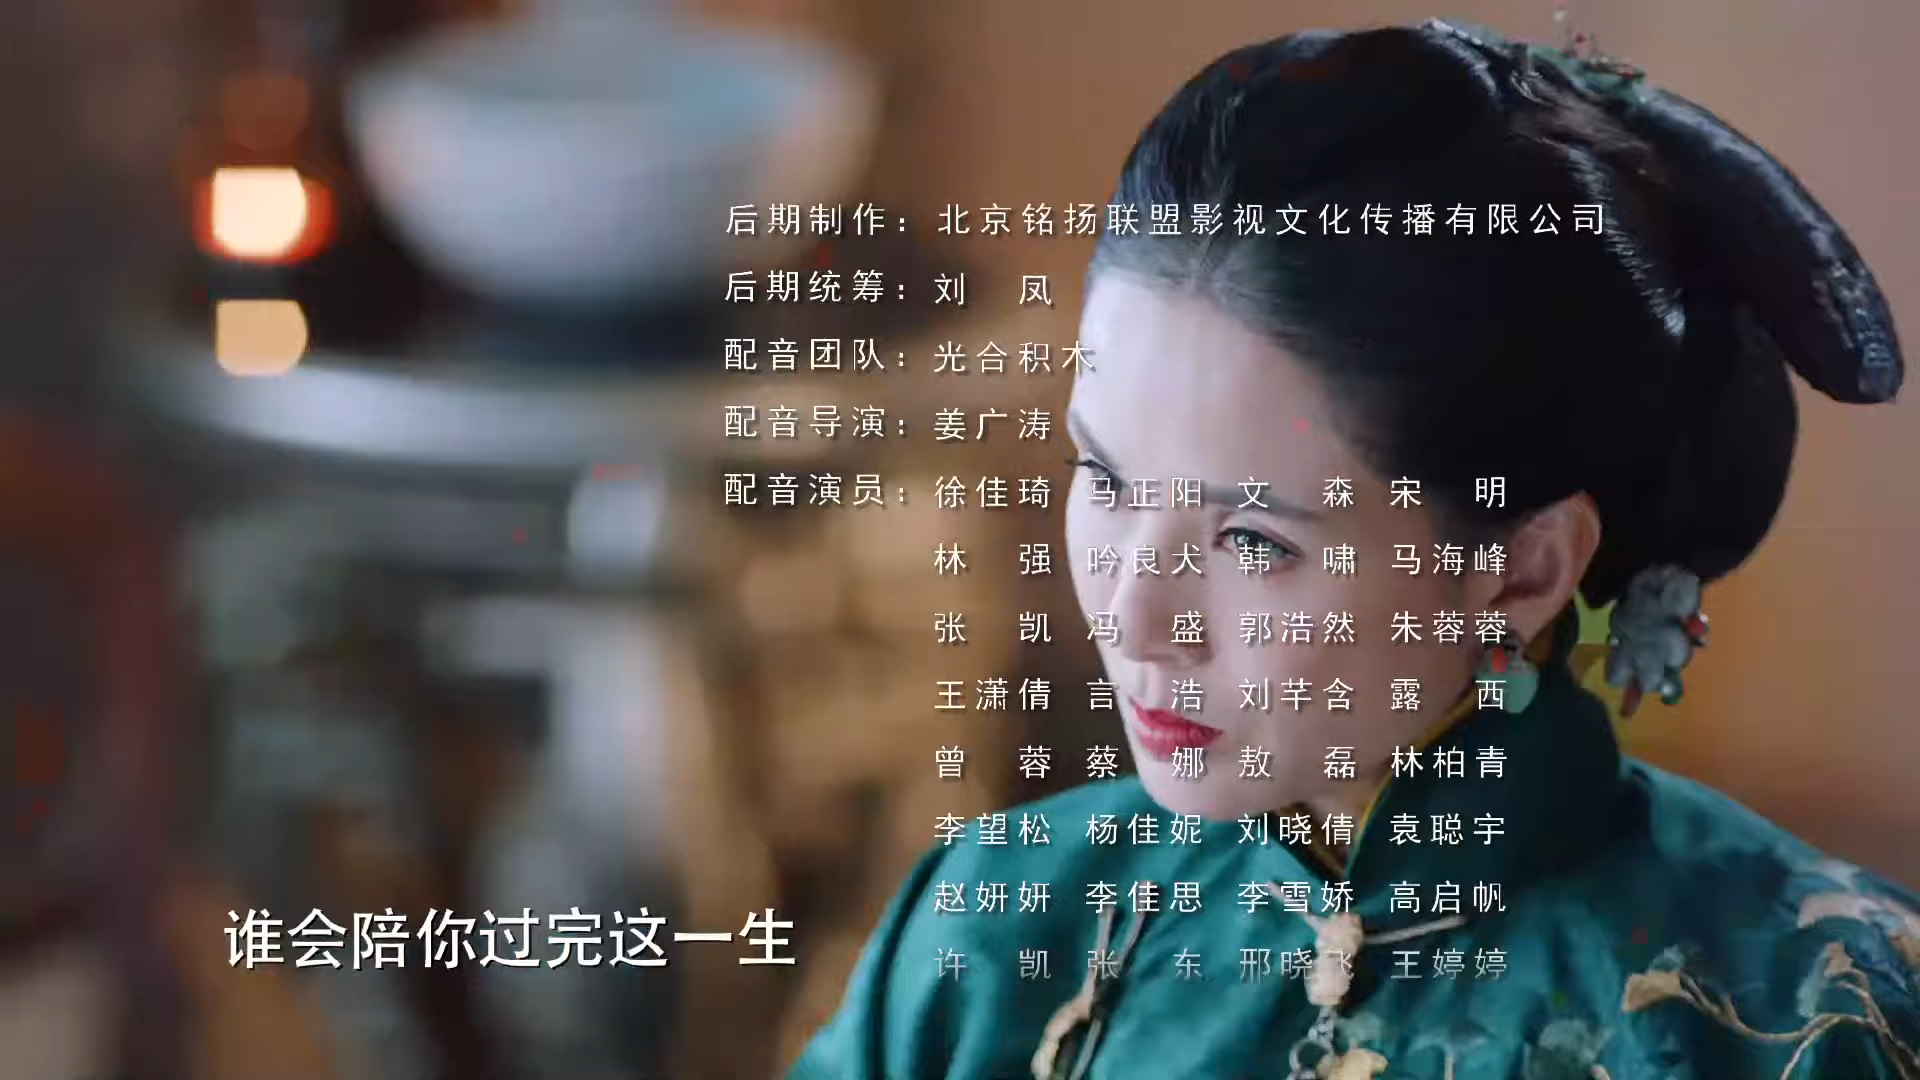 后期制作：北京铭扬联盟影视文化传播有限公司
后期统筹：刘 凤
配音团队：光合积木
配音导演：姜广涛
配音演员：徐佳琦 马正阳 文 森 宋 明
林 强 吟良犬 韩 啸 马海峰
张 凯 冯 盛 郭浩然 朱蓉蓉
王潇倩 言 浩 刘芊含 露 西
曾 蓉 蔡 娜 敖 磊 林柏青
李望松 杨佳妮 刘晓倩 袁聪宇
赵妍妍 李佳思 李雪娇 高启帆
许 凯 张 东 邢晓飞 王婷婷
谁会陪你过完这一生